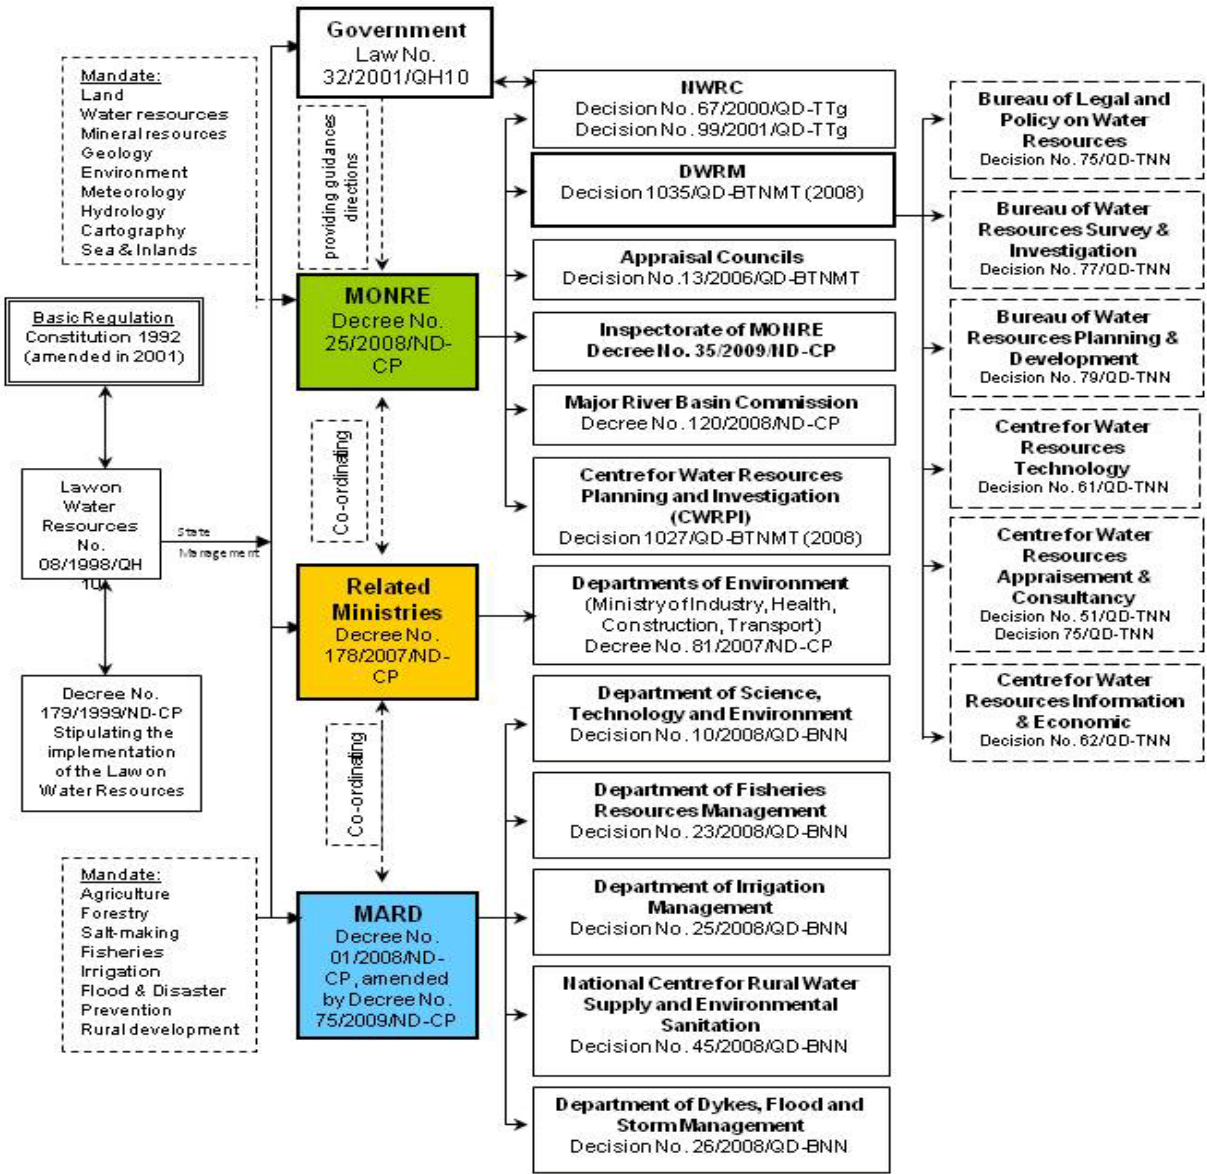 Government
Law No.
32/2001/QH10
Mandate:
Land
Water resources
Mineral resources
Geology
Environment
Meteorology
Hydrology
Cartography
Sea & Inlands
providing guidances
directions
NWRC
Decision No. 67/2000/QD-TTg
Decision No. 99/2001/QD-TTg
DWRM
Decision 1035/QD-BTNMT (2008)
Appraisal Councils
Decision No.13/2006/QD-BTNMT
Bureau of Legal and
Policy on Water
Resources
Decision No. 75/QD-TNN
Bureau of Water
Resources Survey &
Investigation
Decision No. 77/QD-TNN
MONRE
Decree No.
25/2008/ND-
CP
Basic Regulation
Constitution 1992
(amended in 2001)
Inspectorate of MONRE
Decree No. 35/2009/ND-CP
Major River Basin Commission
Decree No. 120/2008/ND-CP
Bureau of Water
Resources Planning &
Development
Decision No. 79/QD-TNN
Co-ordinating
Centre for Water Resources
Planning and Investigation
(CWRPI)
Decision 1027/QD-BTNMT (2008)
Centre for Water
Resources
Technology
Decision No. 61/QD-TNN
Law on
Water
Resources
No.
08/1998/QH
10
State
Management
Related
Ministries
Decree No.
178/2007/ND-
CP
Departments of Environment
(Ministry of Industry, Health,
Construction, Transport)
Decree No. 81/2007/ND-CP
Centre for Water
Resources
Appraisement &
Consultancy
Decision No. 51/QD-TNN
Decision 75/QD-TNN
Decree No.
179/1999/ND-CP
Stipulating the
implementation
of the Law on
Water Resources
Co-ordinating
Department of Science,
Technology and Environment
Decision No. 10/2008/QD-BNN
Centre for Water
Resources Information
& Economic
Decision No. 62/QD-TNN
Department of Fisheries
Resources Management
Decision No. 23/2008/QD-BNN
Mandate:
Agriculture
Forestry
Salt-making
Fisheries
Irrigation
Flood & Disaster
Prevention
Rural development
MARD
Decree No.
01/2008/ND-
CP, amended
by Decree No.
75/2009/ND-CP
Department of Irrigation
Management
Decision No. 25/2008/QD-BNN
National Centre for Rural Water
Supply and Environmental
Sanitation
Decision No. 45/2008/QD-BNN
Department of Dykes, Flood and
Storm Management
Decision No. 26/2008/QD-BNN